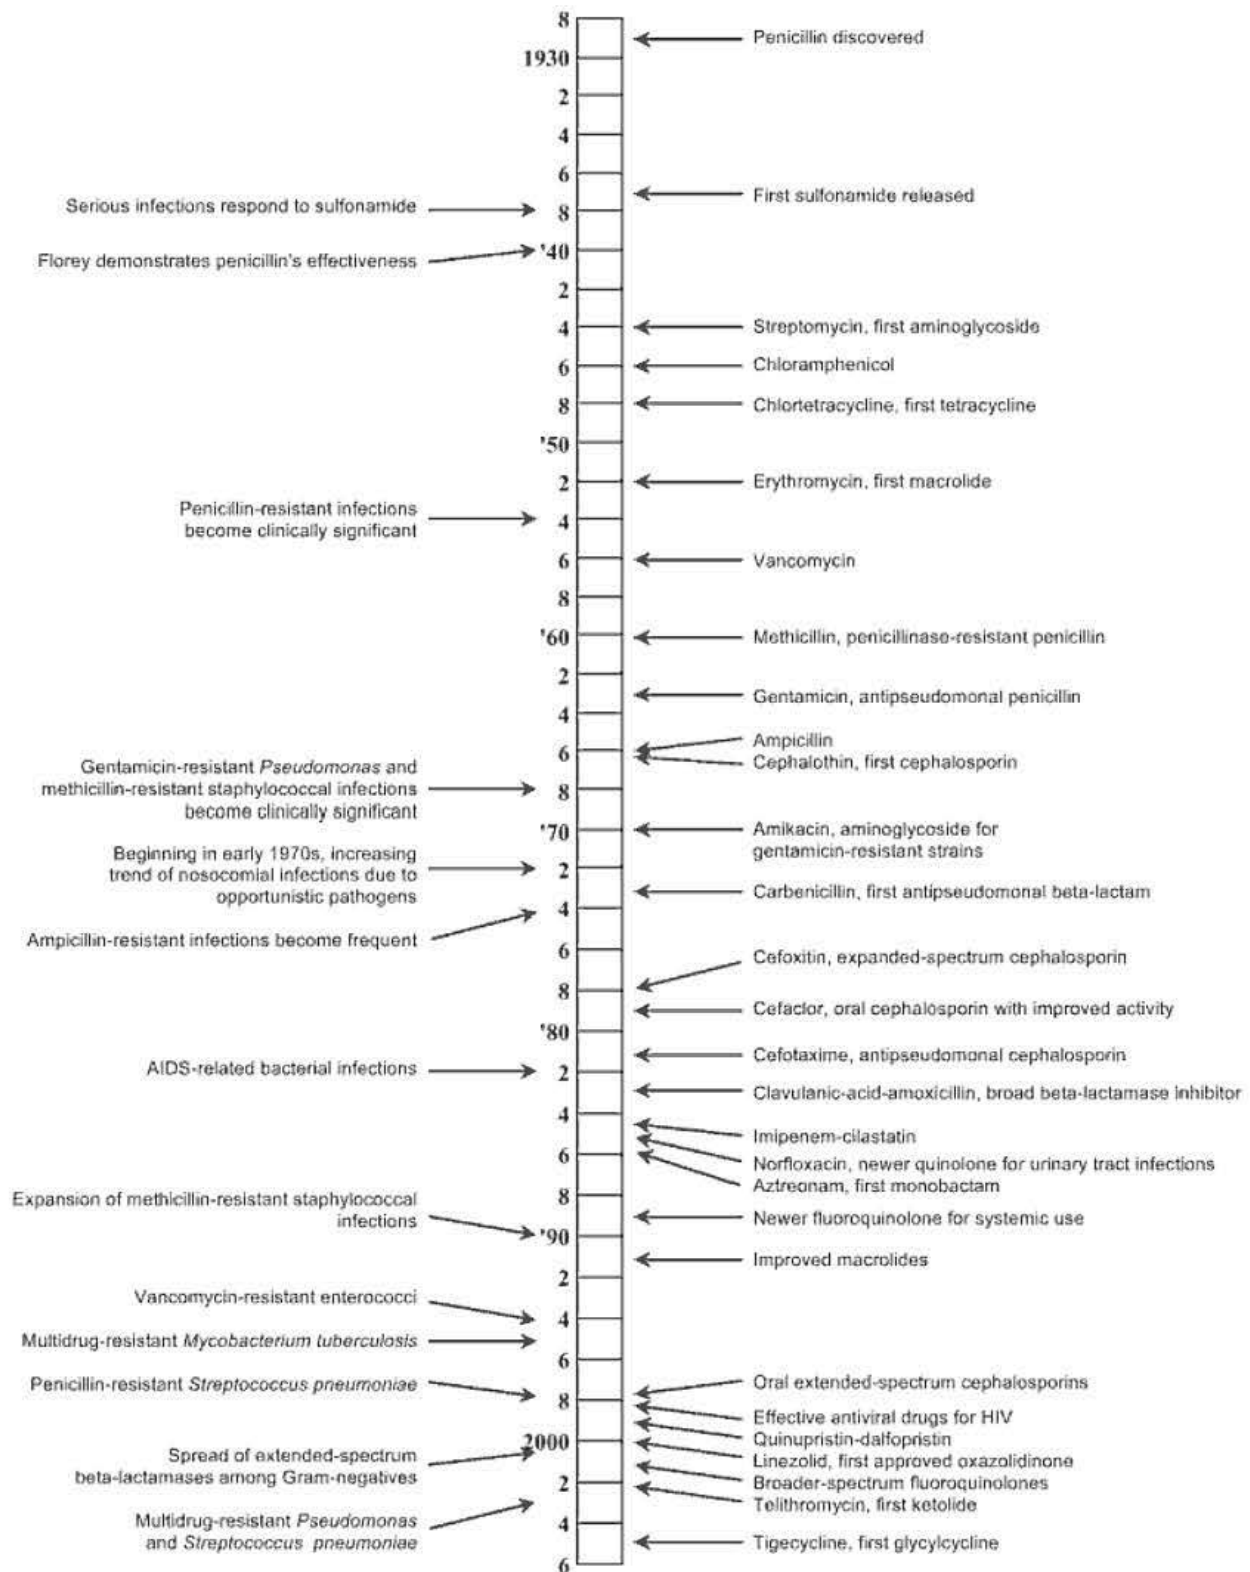 8
Penicillin discovered
1930
2
4
6
First sulfonamide released
Serious infections respond to sulfonamide
8
'40
Florey demonstrates penicillin's effectiveness
2
4
Streptomycin, first aminoglycoside
6
Chloramphenicol
8
Chlortetracycline, first tetracycline
'50
2
Erythromycin, first macrolide
Penicillin-resistant infections
become clinically significant
4
6
Vancomycin
8
'60
Methicillin, penicillinase-resistant penicillin
2
Gentamicin, antipseudomonal penicillin
4
Ampicillin
6
Cephalothin, first cephalosporin
Gentamicin-resistant Pseudomonas and
methicillin-resistant staphylococcal infections
become clinically significant
8
'70
Amikacin, aminoglycoside for
gentamicin-resistant strains
Beginning in early 1970s, increasing
trend of nosocomial infections due to
opportunistic pathogens
2
Carbenicillin, first antipseudomonal beta-lactam
4
Ampicillin-resistant infections become frequent
6
Cefoxitin, expanded-spectrum cephalosporin
8
Cefaclor, oral cephalosporin with improved activity
'80
Cefotaxime, antipseudomonal cephalosporin
AIDS-related bacterial infections
2
Clavulanic-acid-amoxicillin, broad beta-lactamase inhibitor
4
Imipenem-cilastatin
6
Norfloxacin, newer quinolone for urinary tract infections
Aztreonam, first monobactam
8
Expansion of methicillin-resistant staphylococcal
infections
Newer fluoroquinolone for systemic use
'90
Improved macrolides
2
Vancomycin-resistant enterococci
4
Multidrug-resistant Mycobacterium tuberculosis
6
Penicillin-resistant Streptococcus pneumoniae
Oral extended-spectrum cephalosporins
8
Effective antiviral drugs for HIV
Quinupristin-dalfopristin
2000
Linezolid, first approved oxazolidinone
Spread of extended-spectrum
beta-lactamases among Gram-negatives
Broader-spectrum fluoroquinolones
2
Telithromycin, first ketolide
Multidrug-resistant Pseudomonas
and Streptococcus pneumoniae
4
Tigecycline, first glycylcycline
6